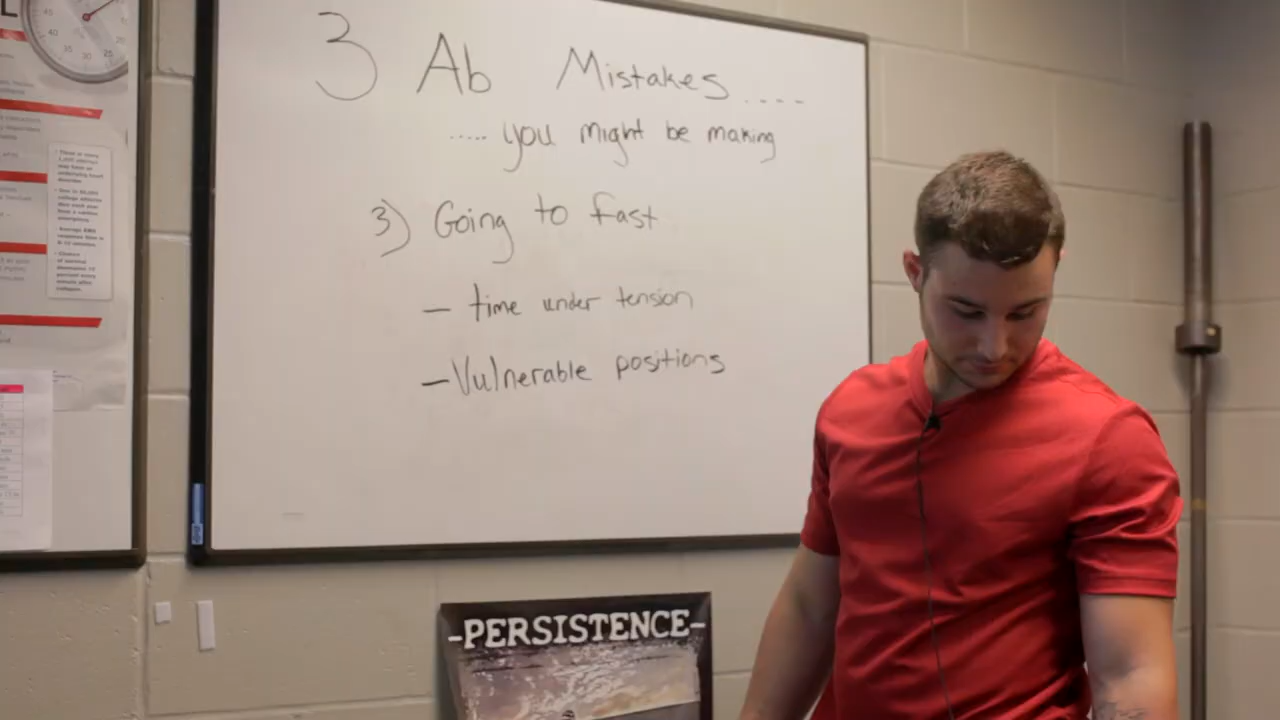 3 Ab Mistakes....
..... you might be making
3) Going to fast
- time under tension
- Vulnerable positions
-PERSISTENCE-